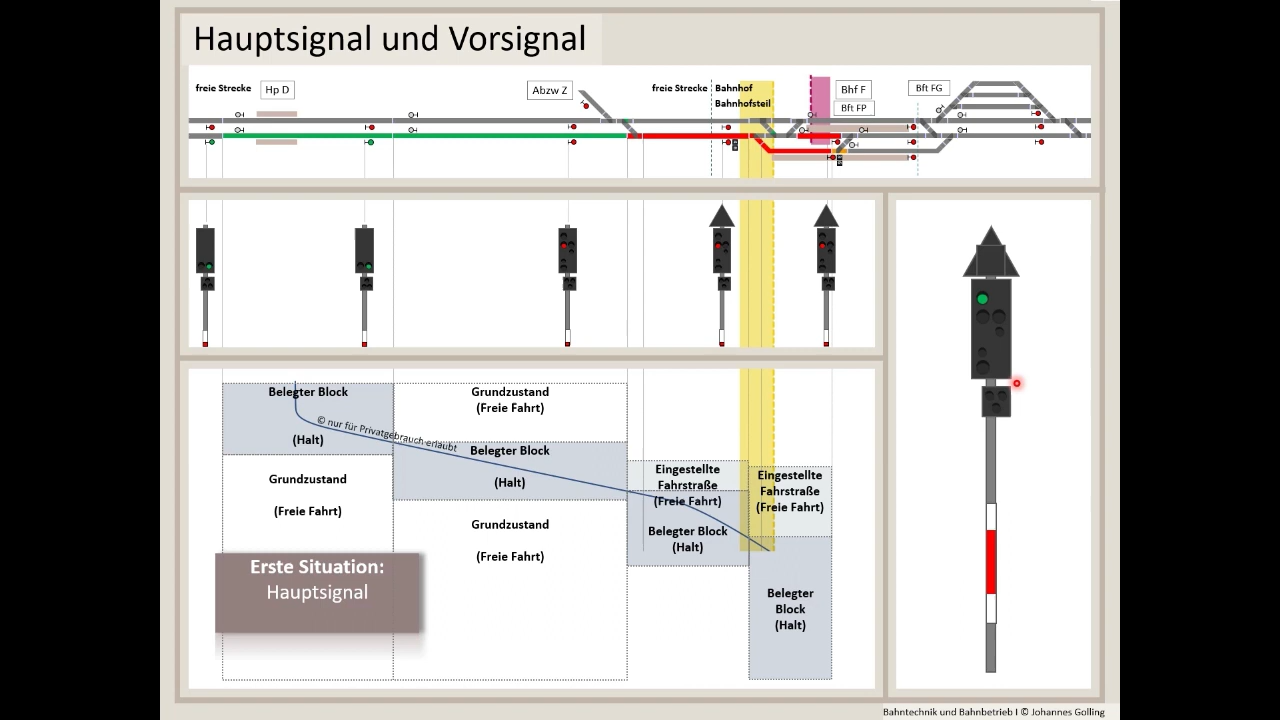 Hauptsignal und Vorsignal
freie Strecke
Hp D
Abzw Z
freie Strecke
Bahnhof
Bahnhofsteil
Bhf F
Bft FP
Bft FG
Belegter Block
(Halt)
Grundzustand
(Freie Fahrt)
© nur für Privatgebrauch erlaubt
Grundzustand
(Freie Fahrt)
Belegter Block
(Halt)
Grundzustand
(Freie Fahrt)
Eingestellte
Fahrstraße
(Freie Fahrt)
Belegter Block
(Halt)
Eingestellte
Fahrstraße
(Freie Fahrt)
Belegter
Block
(Halt)
Erste Situation:
Hauptsignal
Bahntechnik und Bahnbetrieb I © Johannes Golling